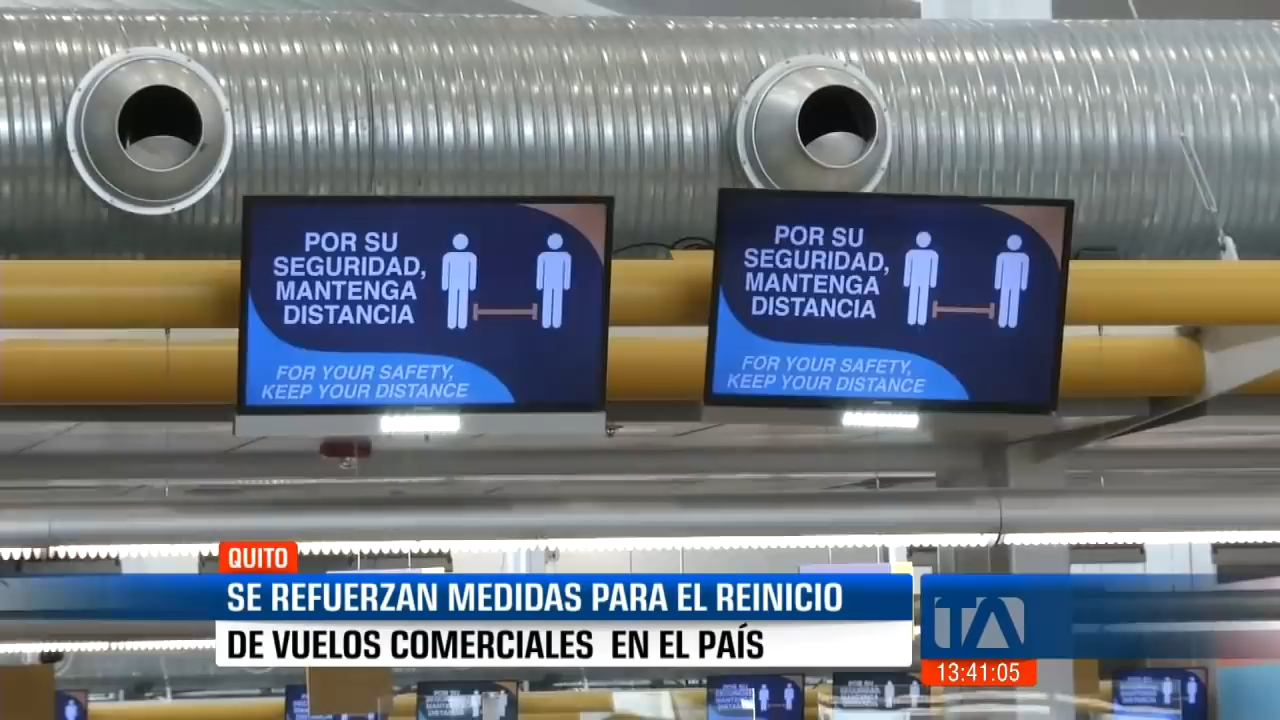 POR SU
SEGURIDAD,
MANTENGA
DISTANCIA
FOR YOUR SAFETY,
KEEP YOUR DISTANCE
POR SU
SEGURIDAD,
MANTENGA
DISTANCIA
FOR YOUR SAFETY,
KEEP YOUR DISTANCE
QUITO
SE REFUERZAN MEDIDAS PARA EL REINICIO
DE VUELOS COMERCIALES EN EL PAÍS
TA
13:41:05